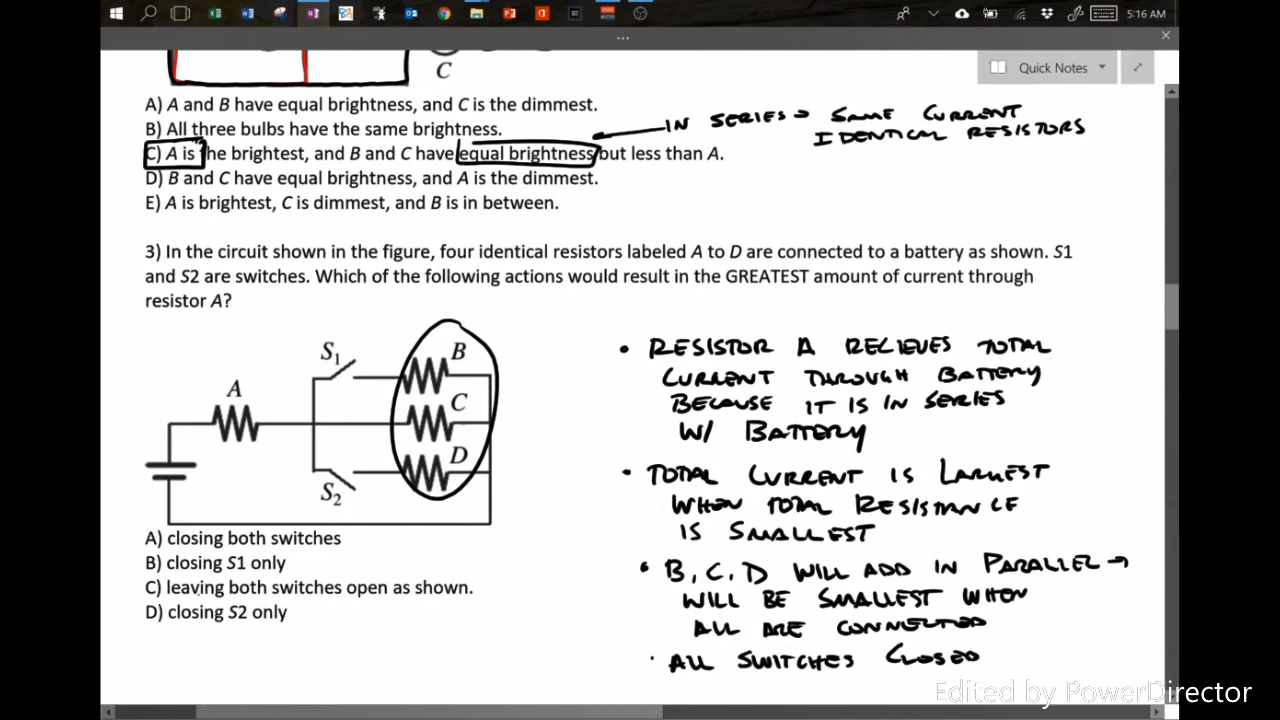 5:16 AM
...
Quick Notes
C
A) A and B have equal brightness, and C is the dimmest.
B) All three bulbs have the same brightness.
IN SERIES → SAME CURRENT
IDENTICAL RESISTORS
C) A is the brightest, and B and C have equal brightness but less than A.
D) B and C have equal brightness, and A is the dimmest.
E) A is brightest, C is dimmest, and B is in between.
3) In the circuit shown in the figure, four identical resistors labeled A to D are connected to a battery as shown. S1
and S2 are switches. Which of the following actions would result in the GREATEST amount of current through
resistor A?
S1
B
A
C
D
S2
A) closing both switches
B) closing S1 only
C) leaving both switches open as shown.
D) closing S2 only
• RESISTOR A RELIEVES TOTAL
CURRENT THROUGH BATTERY
BECAUSE IT IS IN SERIES
W/ BATTERY
• TOTAL CURRENT IS LARGEST
WHEN TOTAL RESISTANCE
IS SMALLEST
• B, C, D WILL ADD IN PARALLEL →
WILL BE SMALLEST WHEN
ALL ARE CONNECTED
• ALL SWITCHES CLOSED
Edited by PowerDirector